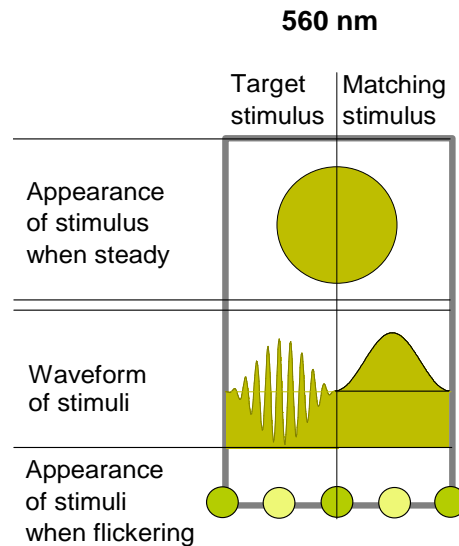 560 nm
Target
stimulus
Matching
stimulus
Appearance
of stimulus
when steady
Waveform
of stimuli
Appearance
of stimuli
when flickering